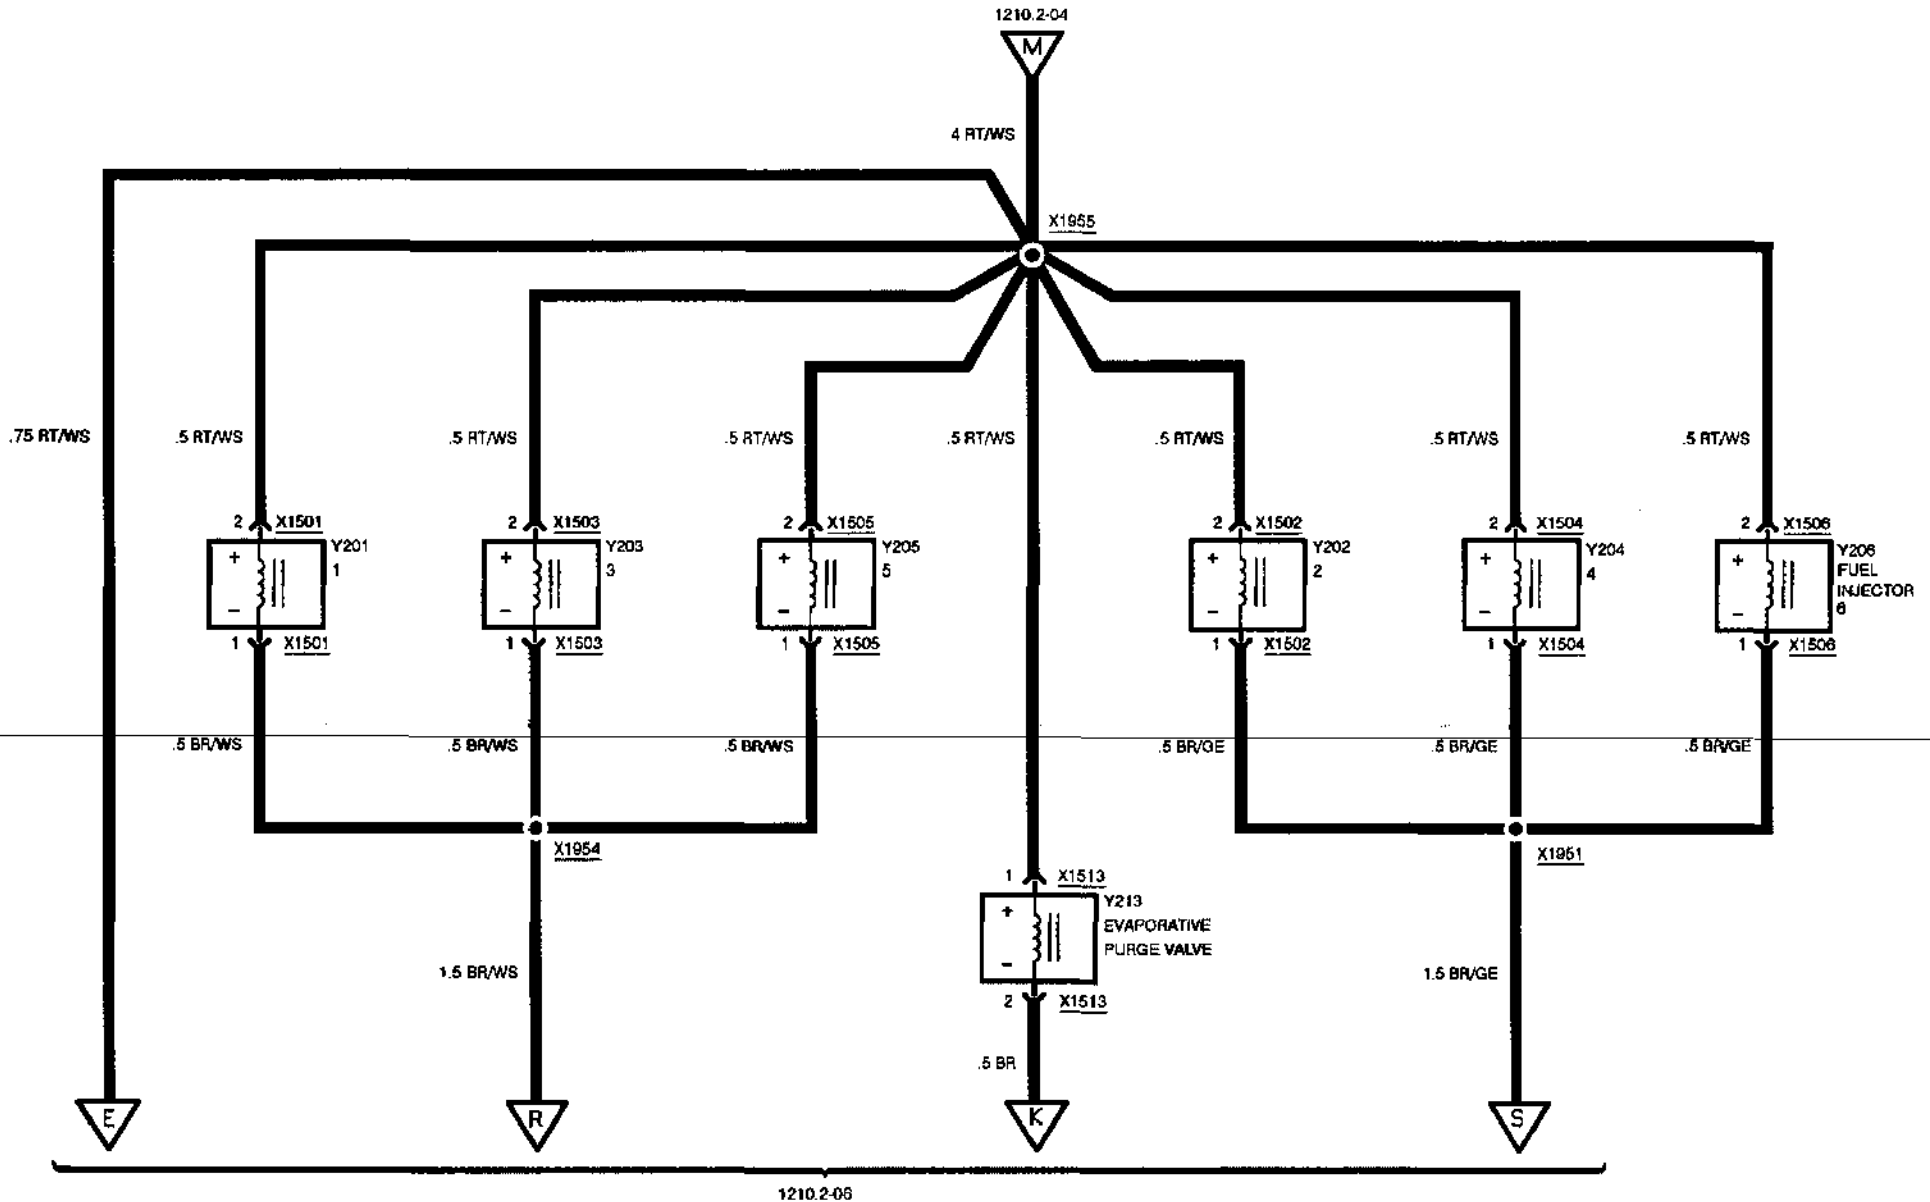 1210.2-04
M
4 RT/WS
X1955
.75 RT/WS
.5 RT/WS
.5 RT/WS
.5 RT/WS
.5 RT/WS
.5 RT/WS
.5 RT/WS
.5 RT/WS
2 X1501
2 X1503
2 X1505
2 X1502
2 X1504
2 X1506
+ Y201
1
–
+ Y203
3
–
+ Y205
5
–
+ Y202
2
–
+ Y204
4
–
+ Y206
FUEL
INJECTOR
6
–
1 X1501
1 X1503
1 X1505
1 X1502
1 X1504
1 X1506
.5 BR/WS
.5 BR/WS
.5 BR/WS
.5 BR/GE
.5 BR/GE
.5 BR/GE
X1954
X1951
1 X1513
+ Y213
EVAPORATIVE
PURGE VALVE
–
2 X1513
1.5 BR/WS
1.5 BR/GE
.5 BR
E
R
K
S
1210.2-06